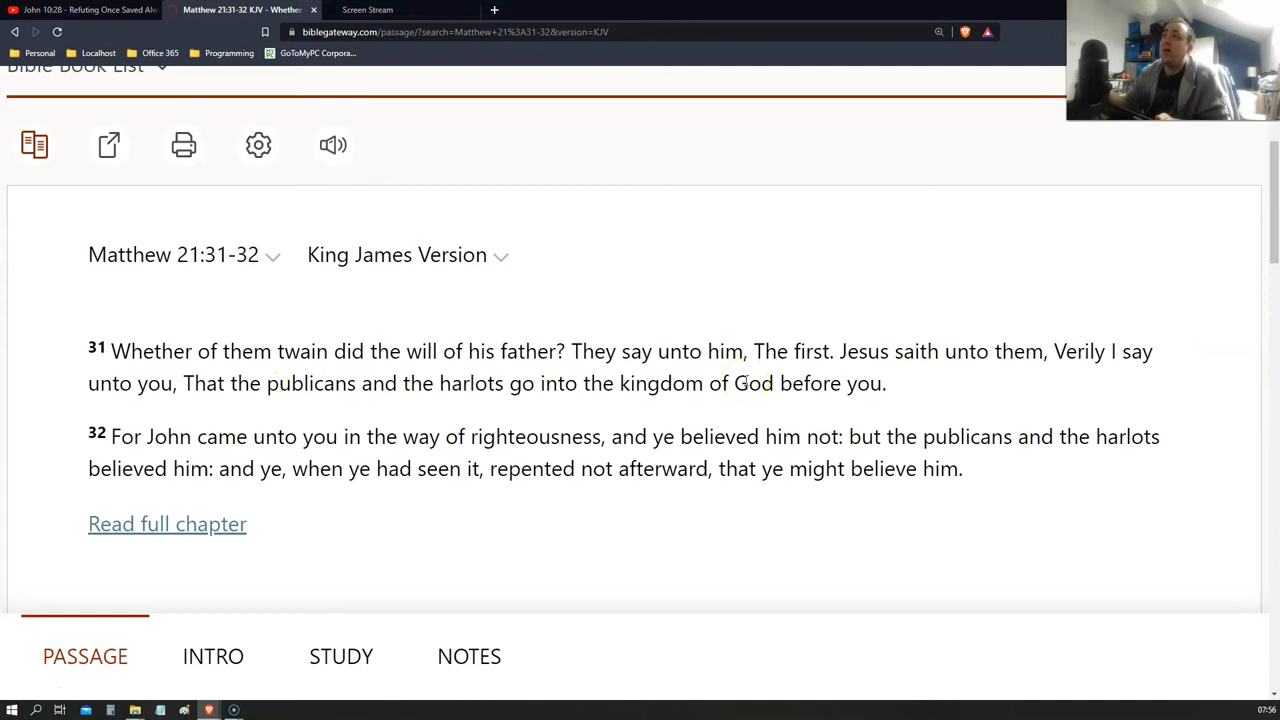 John 10:28 - Refuting Once Saved Alw
Matthew 21:31-32 KJV - Whethe
Screen Stream
biblegateway.com/passage/?search=Matthew+21%3A31-32&version=KJV
Personal
Localhost
Office 365
Programming
GoToMyPC Corpora...
Bible Book List
Matthew 21:31-32
King James Version
31 Whether of them twain did the will of his father? They say unto him, The first. Jesus saith unto them, Verily I say
unto you, That the publicans and the harlots go into the kingdom of God before you.
32 For John came unto you in the way of righteousness, and ye believed him not: but the publicans and the harlots
believed him: and ye, when ye had seen it, repented not afterward, that ye might believe him.
Read full chapter
PASSAGE
INTRO
STUDY
NOTES
07:56